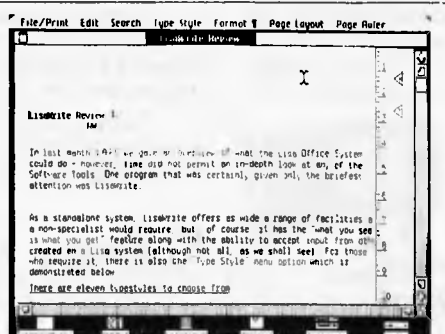 File/Print Edit Search Type Style Format Page Layout Page Ruler
LisaWrite Review
LisaWrite Review
In last month we gave an overview of what the Lisa Office System
could do - however, time did not permit an in-depth look at any of the
Software Tools. One program that was certainly given only the briefest
attention was LisaWrite.
As a standalone system, LisaWrite offers as wide a range of facilities a
a non-specialist would require but of course it has the "what you see
is what you get" feature along with the ability to accept input from oth
created on a Lisa system (although not all, as we shall see) For those
who require it, there is also the "Type Style" menu option which is
demonstrated below
There are eleven typestyles to choose from